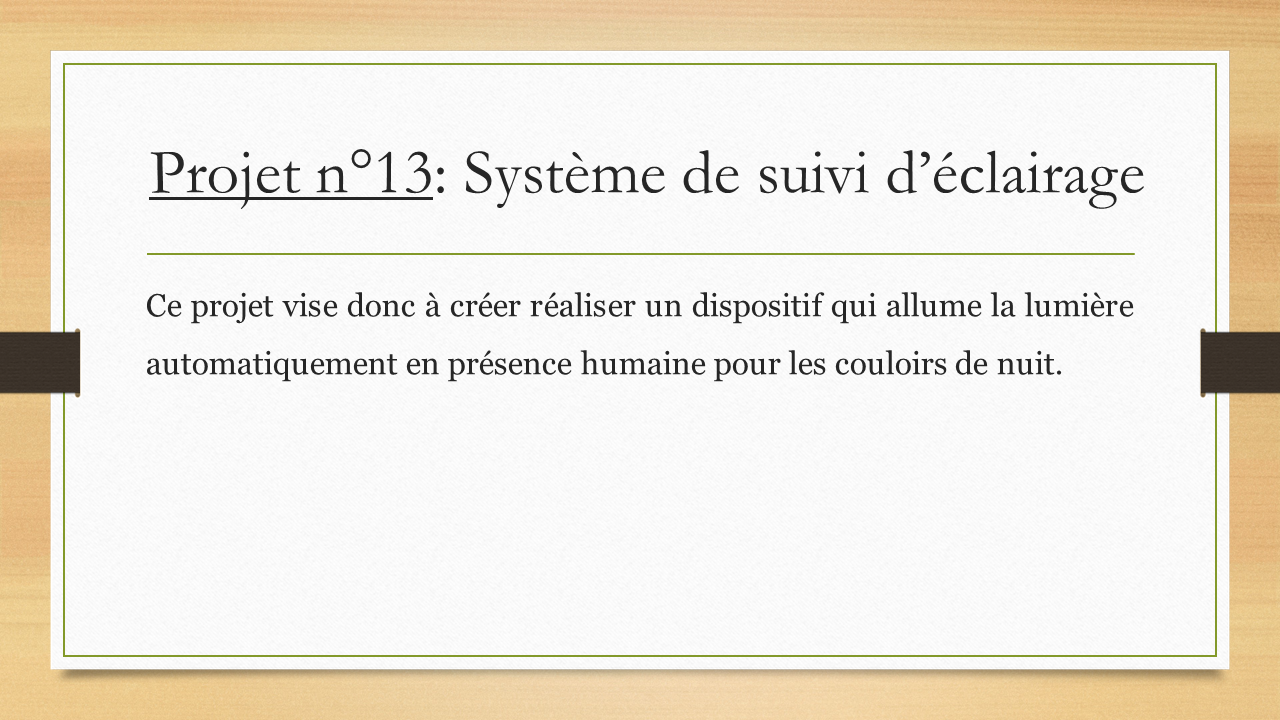 Projet n°13: Système de suivi d’éclairage
Ce projet vise donc à créer réaliser un dispositif qui allume la lumière
automatiquement en présence humaine pour les couloirs de nuit.